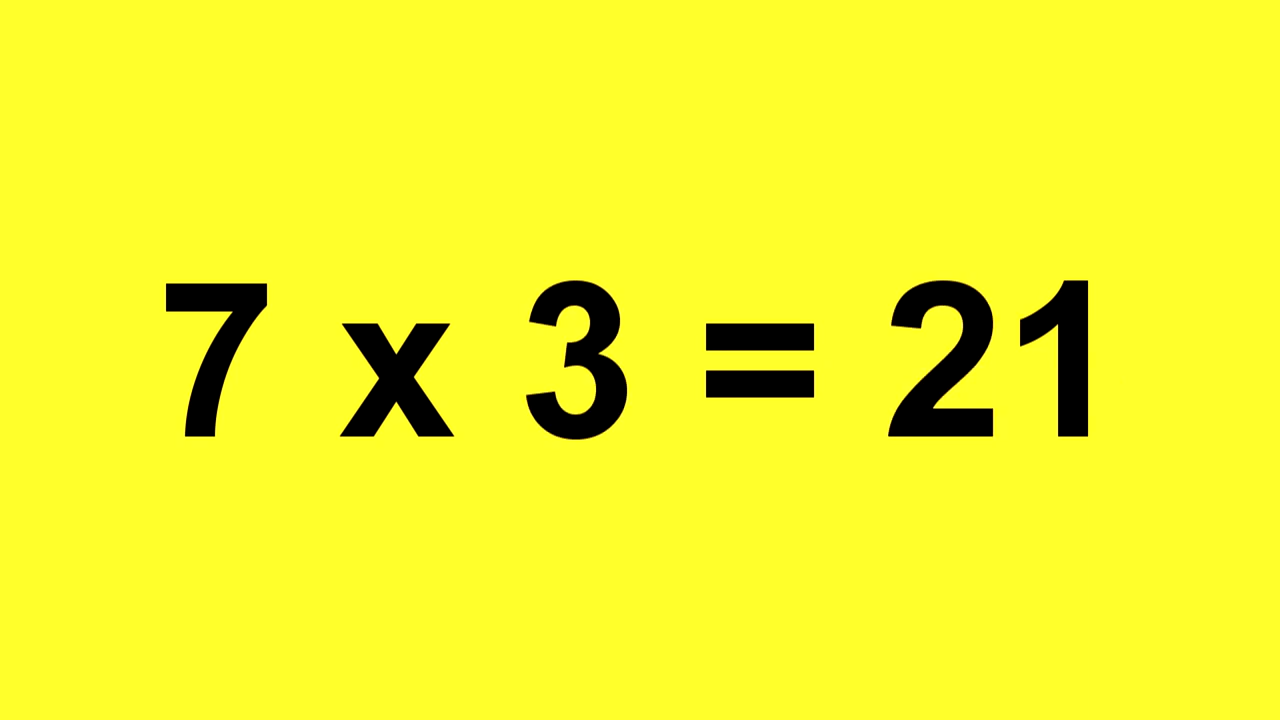 7 x 3 = 21